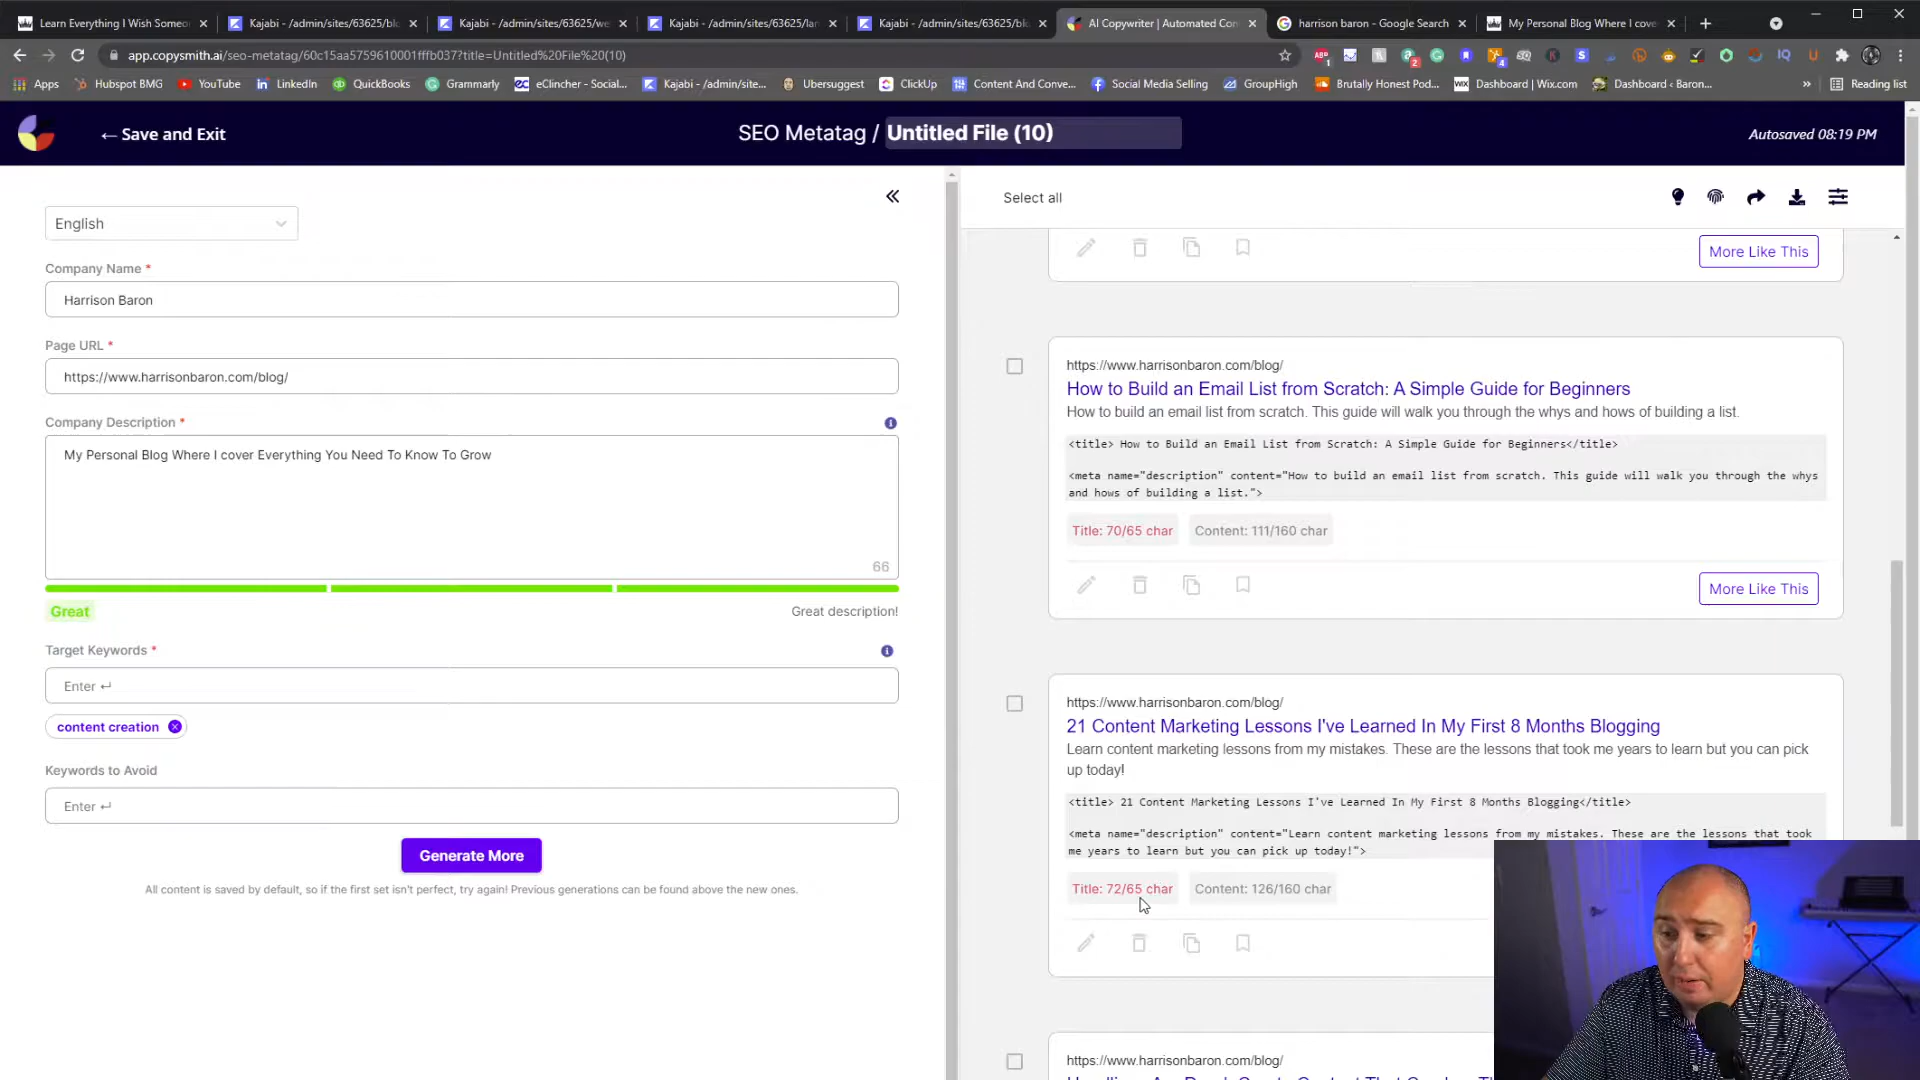 Learn Everything I Wish Someo
Kajabi - /admin/sites/63625/blo
Kajabi - /admin/sites/63625/we
Kajabi - /admin/sites/63625/lan
Kajabi - /admin/sites/63625/blo
AI Copywriter | Automated Con
harrison baron - Google Search
My Personal Blog Where I cove
app.copysmith.ai/seo-metatag/60c15aa5759610001fffb037?title=Untitled%20File%20(10)
Apps
Hubspot BMG
YouTube
LinkedIn
QuickBooks
Grammarly
eClincher - Social...
Kajabi - /admin/site...
Ubersuggest
ClickUp
Content And Conve...
Social Media Selling
GroupHigh
Brutally Honest Pod...
Dashboard | Wix.com
Dashboard ‹ Baron...
»
Reading list
← Save and Exit
SEO Metatag / Untitled File (10)
Autosaved 08:19 PM
English
Company Name *
Harrison Baron
Page URL *
https://www.harrisonbaron.com/blog/
Company Description *
My Personal Blog Where I cover Everything You Need To Know To Grow
66
Great
Great description!
Target Keywords *
Enter ↵
content creation
Keywords to Avoid
Enter ↵
Generate More
All content is saved by default, so if the first set isn't perfect, try again! Previous generations can be found above the new ones.
Select all
More Like This
https://www.harrisonbaron.com/blog/
How to Build an Email List from Scratch: A Simple Guide for Beginners
How to build an email list from scratch. This guide will walk you through the whys and hows of building a list.
<title> How to Build an Email List from Scratch: A Simple Guide for Beginners</title>
<meta name="description" content="How to build an email list from scratch. This guide will walk you through the whys
and hows of building a list.">
Title: 70/65 char
Content: 111/160 char
More Like This
https://www.harrisonbaron.com/blog/
21 Content Marketing Lessons I've Learned In My First 8 Months Blogging
Learn content marketing lessons from my mistakes. These are the lessons that took me years to learn but you can pick
up today!
<title> 21 Content Marketing Lessons I've Learned In My First 8 Months Blogging</title>
<meta name="description" content="Learn content marketing lessons from my mistakes. These are the lessons that took
me years to learn but you can pick up today!">
Title: 72/65 char
Content: 126/160 char
https://www.harrisonbaron.com/blog/